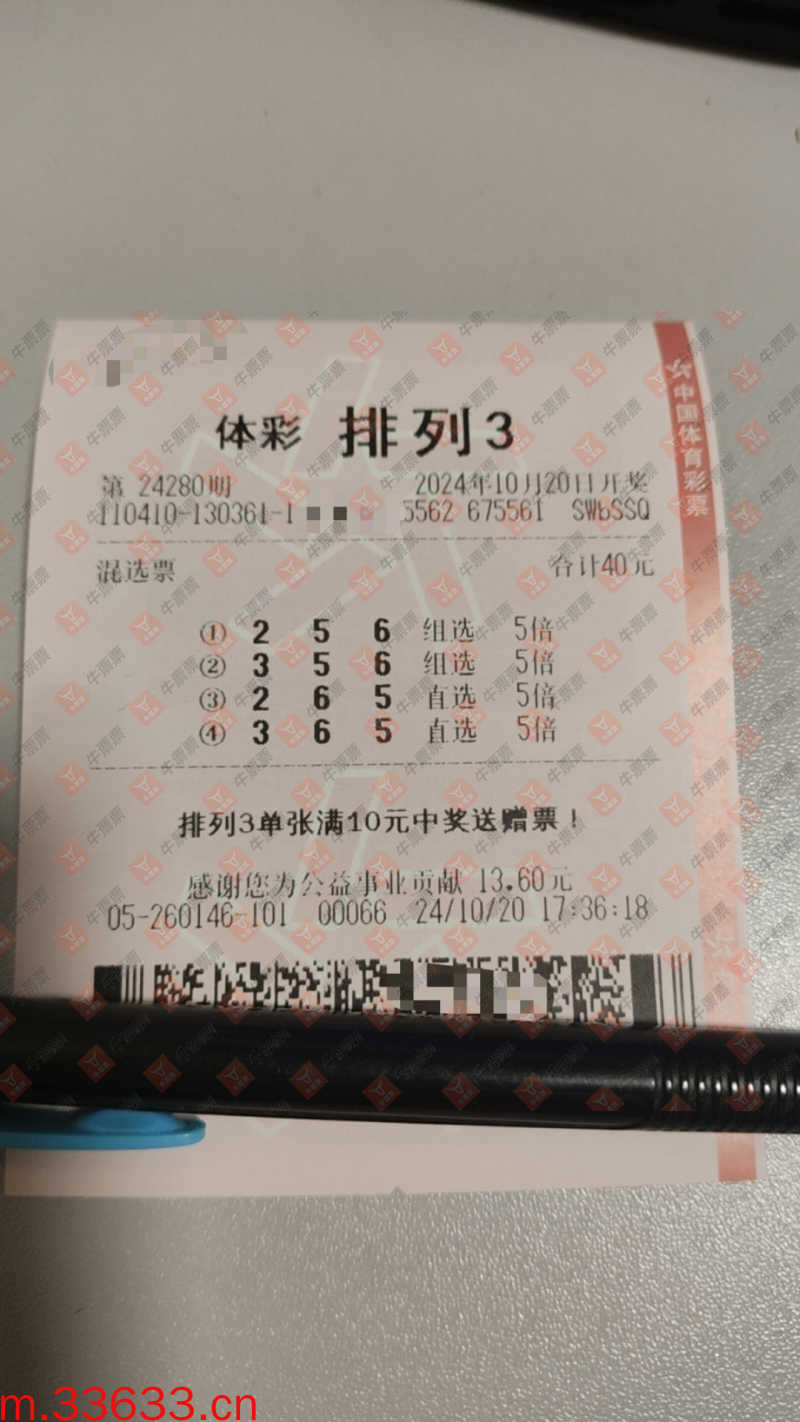 体彩 排列3
第 24280期 2024年10月20日开奖
110410-130361-1 5562 675561 SWbSSQ
混选票 合计40元
① 2 5 6 组选 5倍
② 3 5 6 组选 5倍
③ 2 6 5 直选 5倍
④ 3 6 5 直选 5倍
排列3单张满10元中奖送赠票！
感谢您为公益事业贡献 13.60元
05-260146-101 00066 24/10/20 17:36:18
中国体育彩票
牛票票
m.33633.cn